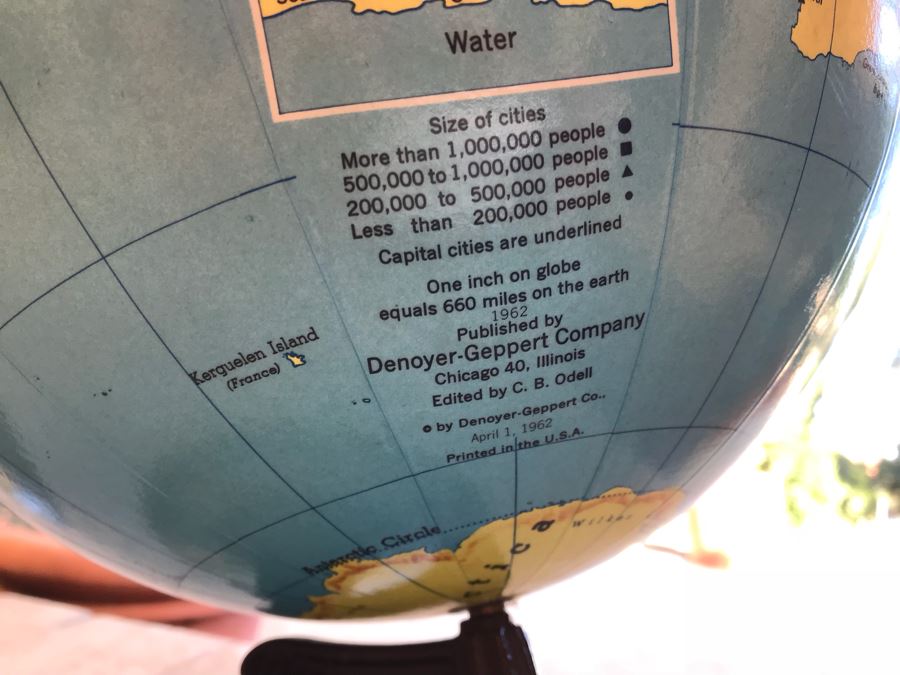 Water
Size of cities
More than 1,000,000 people ●
500,000 to 1,000,000 people ■
200,000 to 500,000 people ▲
Less than 200,000 people •
Capital cities are underlined
One inch on globe
equals 660 miles on the earth
1962
Published by
Denoyer-Geppert Company
Chicago 40, Illinois
Edited by C. B. Odell
© by Denoyer-Geppert Co.,
April 1, 1962
Printed in the U.S.A.
Kerguelen Island
(France)
Antarctic Circle